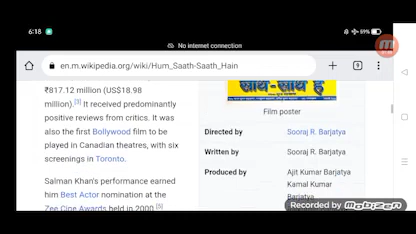 6:18
59%
No internet connection
en.m.wikipedia.org/wiki/Hum_Saath-Saath_Hain
9
₹817.12 million (US$18.98
million).[3] It received predominantly
positive reviews from critics. It was
also the first Bollywood film to be
played in Canadian theatres, with six
screenings in Toronto.
Salman Khan's performance earned
him Best Actor nomination at the
Zee Cine Awards held in 2000.[5]
साथ-साथ हैं
Film poster
Directed by Sooraj R. Barjatya
Written by Sooraj R. Barjatya
Produced by Ajit Kumar Barjatya
Kamal Kumar
Barjatya
Recorded by Mobizen